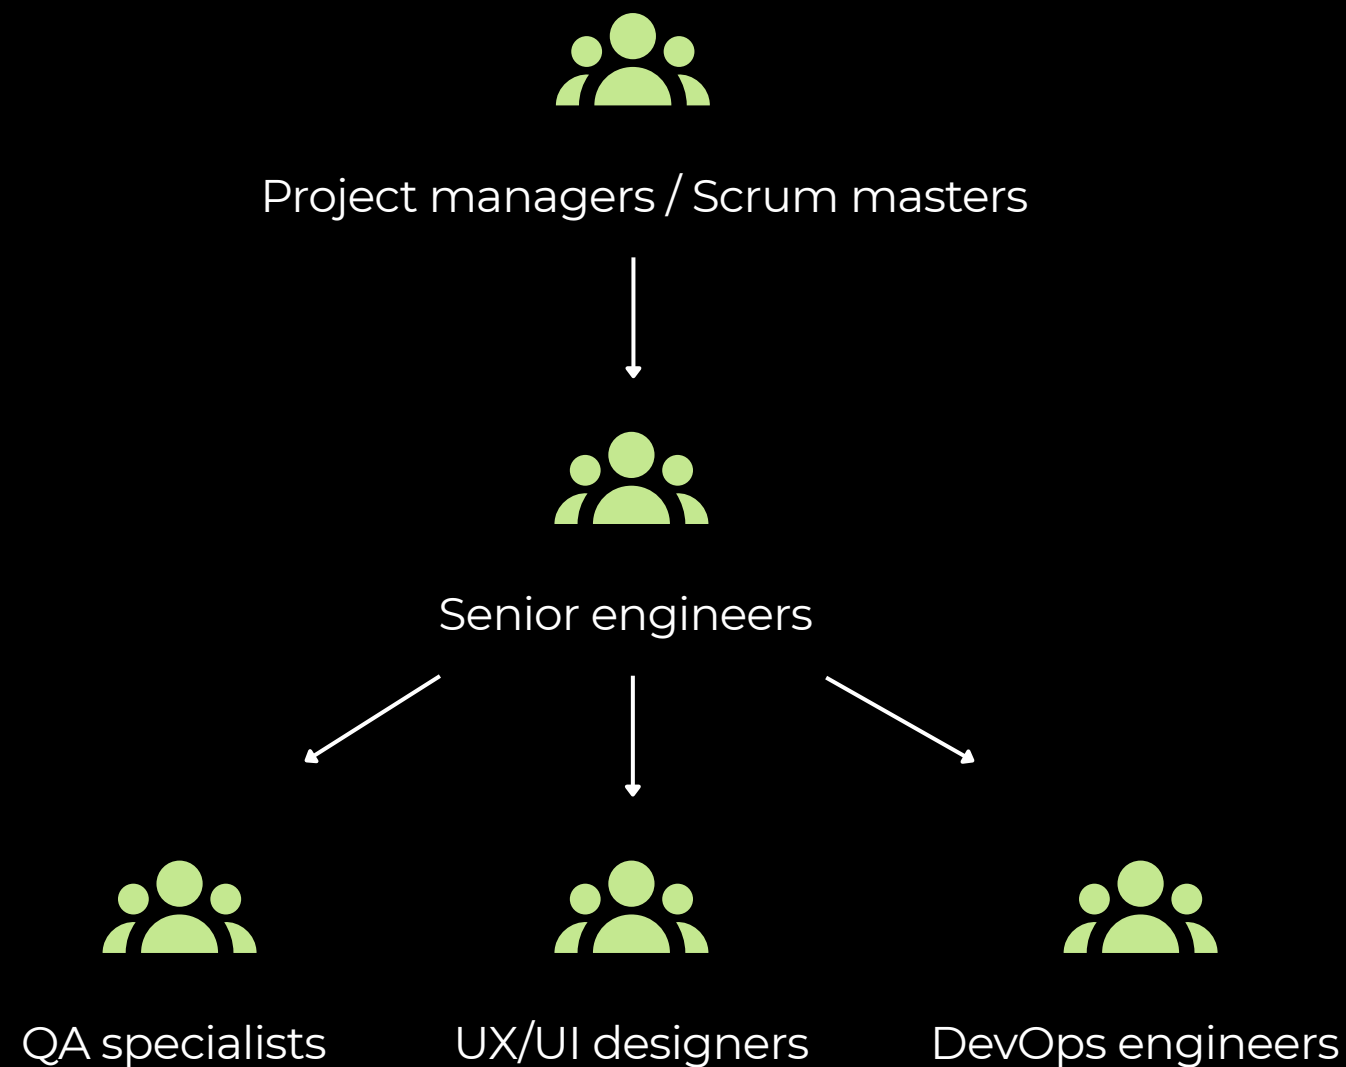 Project managers / Scrum masters
Senior engineers
QA specialists
UX/UI designers
DevOps engineers